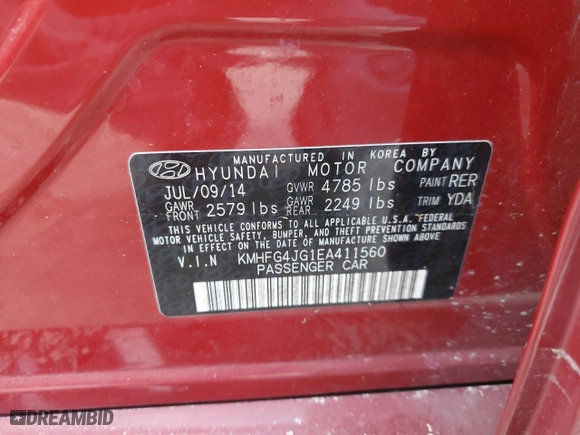 MANUFACTURED IN KOREA BY
HYUNDAI MOTOR COMPANY
JUL/09/14 GVWR 4785 lbs PAINT RER
GAWR FRONT 2579 lbs GAWR REAR 2249 lbs TRIM YDA
THIS VEHICLE CONFORMS TO ALL APPLICABLE U.S.A. FEDERAL
MOTOR VEHICLE SAFETY, BUMPER, AND THEFT PREVENTION STANDARDS
IN EFFECT ON THE DATE OF MANUFACTURE SHOWN ABOVE.
V.I.N KMHFG4JG1EA411560
PASSENGER CAR
DREAMBID